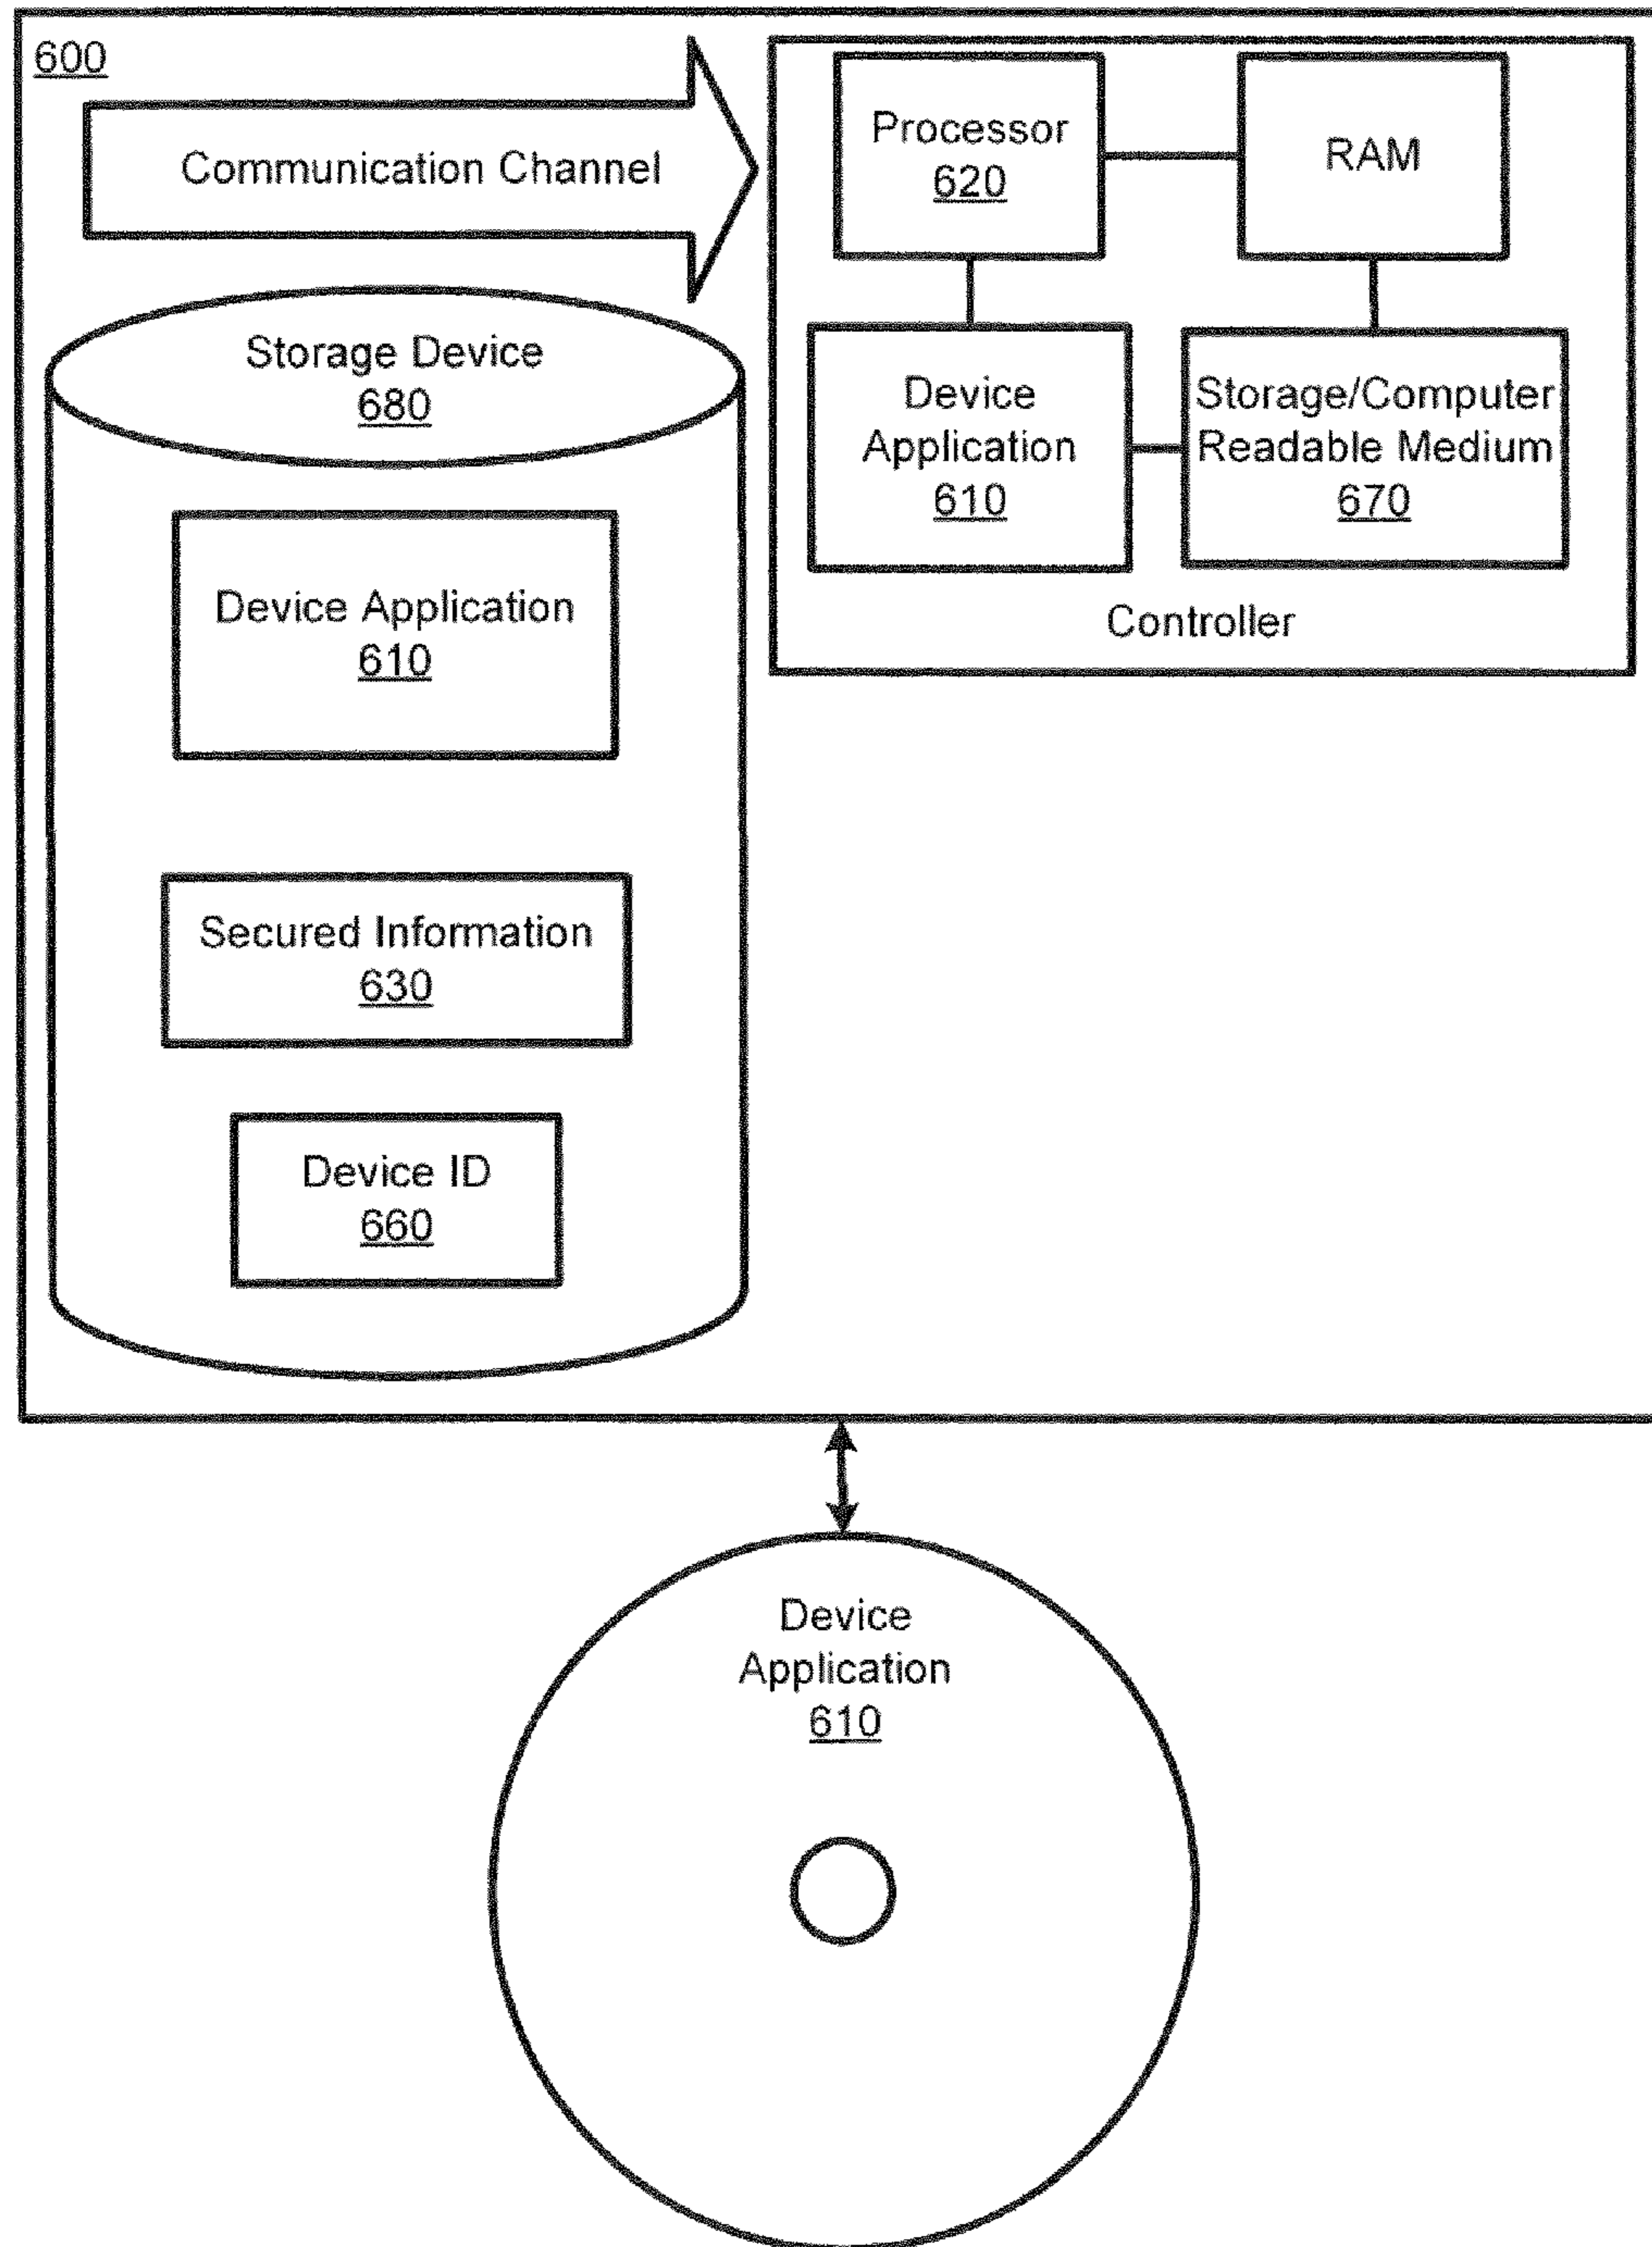 600
Communication Channel
Processor
620
RAM
Device
Application
610
Storage/Computer
Readable Medium
670
Controller
Storage Device
680
Device Application
610
Secured Information
630
Device ID
660
Device
Application
610